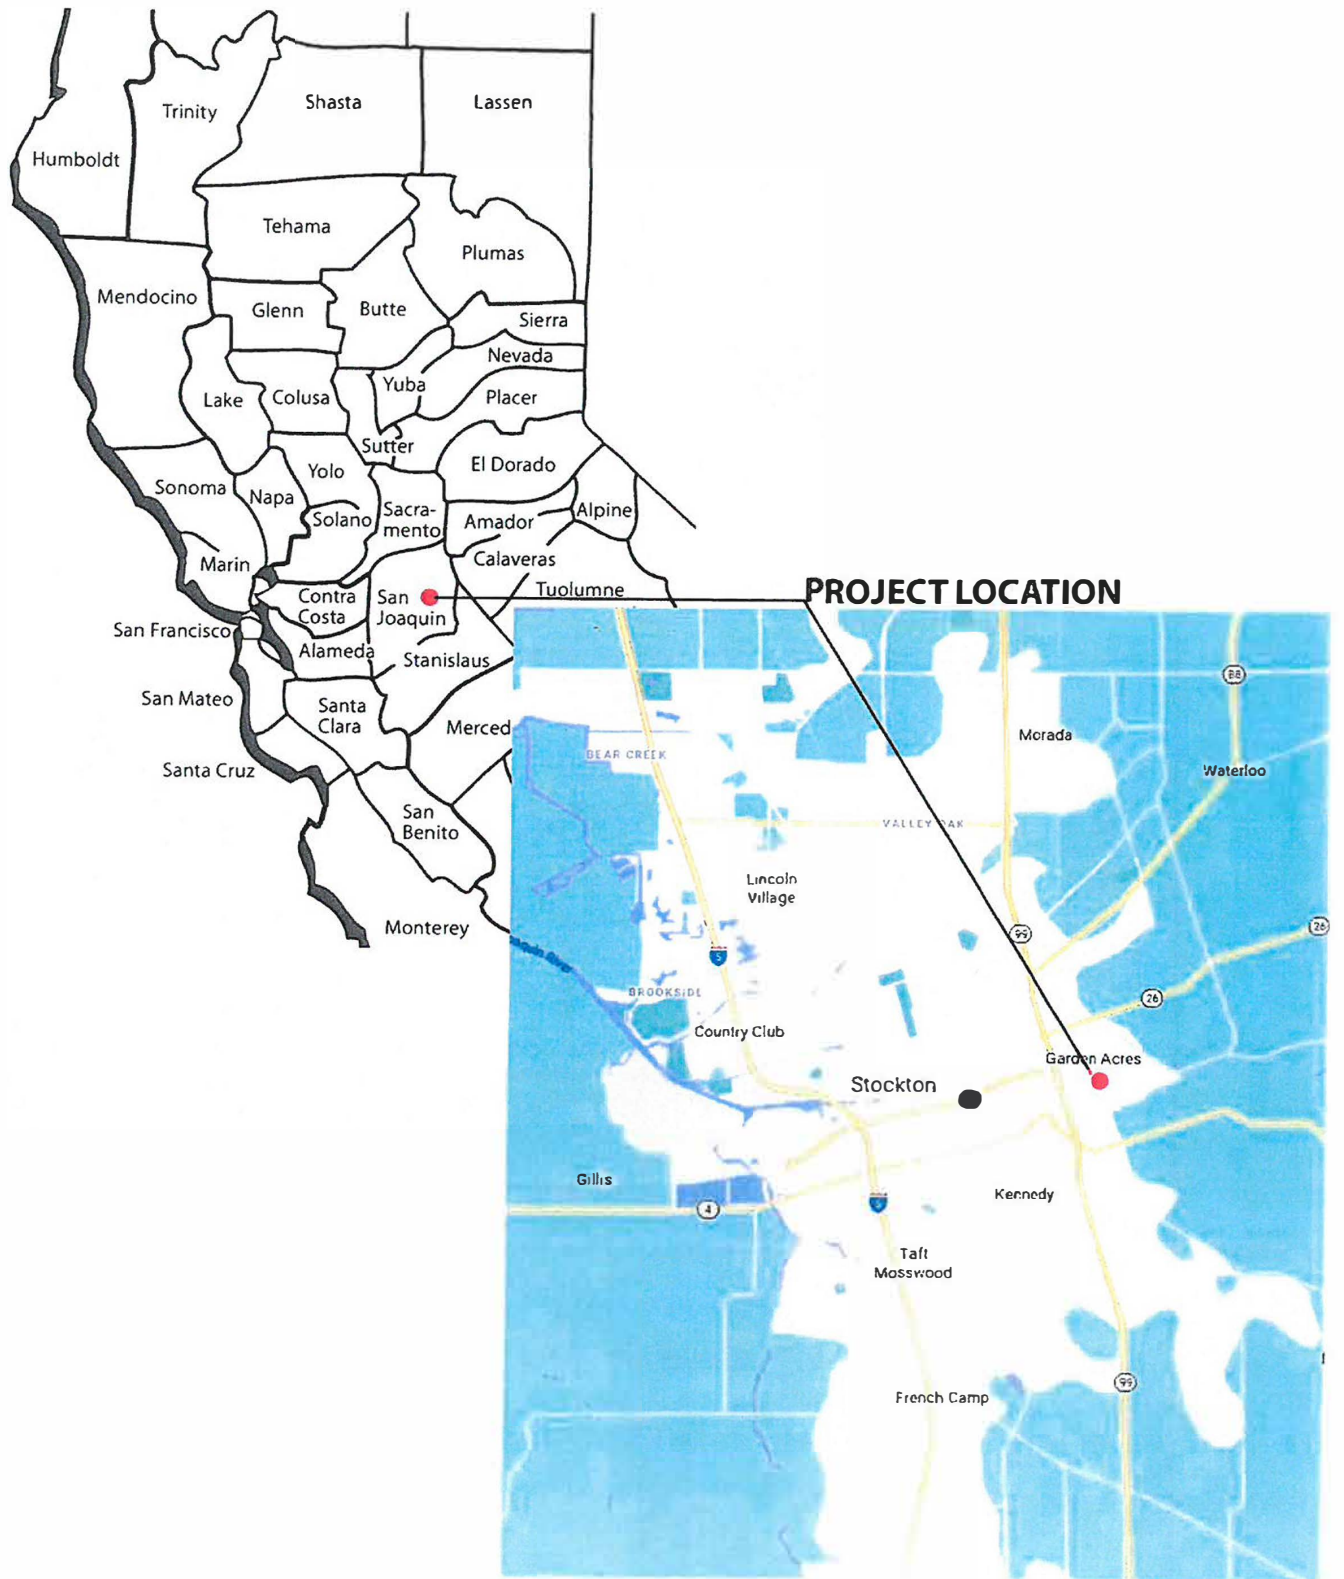 Shasta
Lassen
Trinity
Humboldt
Tehama
Plumas
Mendocino
Glenn
Butte
Sierra
Nevada
Yuba
Lake
Colusa
Placer
Sutter
Yolo
El Dorado
Sonoma
Napa
Solano
Sacra-
mento
Amador
Alpine
Marin
Calaveras
Contra
Costa
San
Joaquin
Tuolumne
San Francisco
Alameda
Stanislaus
San Mateo
Santa
Clara
Merced
Santa Cruz
San
Benito
Monterey
PROJECT LOCATION
88
Morada
BEAR CREEK
Waterloo
VALLEY OAK
Lincoln
Village
99
26
5
BROOKSIDE
26
Country Club
Garden Acres
Stockton
Gillis
Kennedy
4
5
Taft
Mosswood
99
French Camp